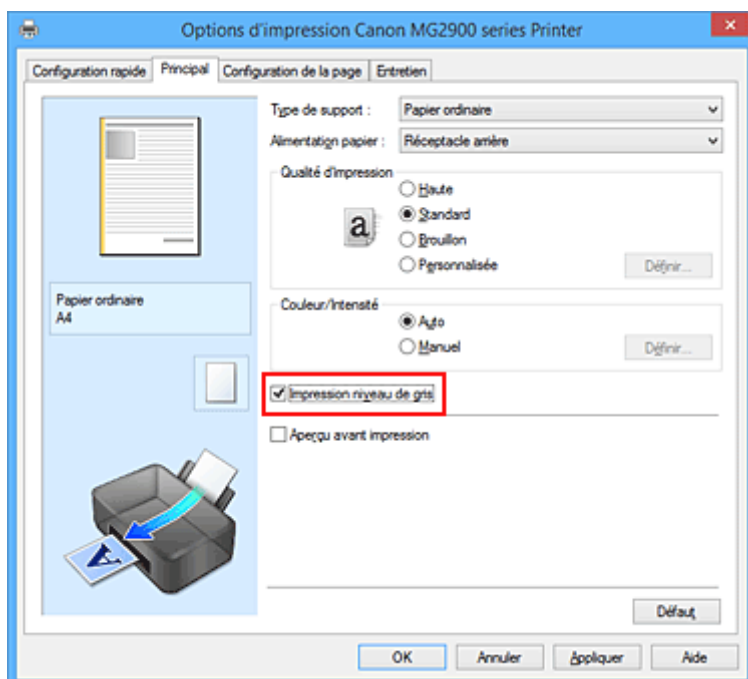 Options d'impression Canon MG2900 series Printer
Configuration rapide Principal Configuration de la page Entretien
Type de support : Papier ordinaire
Alimentation papier : Réceptacle arrière
Qualité d'impression
Haute
a Standard
Brouillon
Personnalisée Définir...
Papier ordinaire
A4
Couleur/Intensité
Auto
Manuel Définir...
Impression niveau de gris
Aperçu avant impression
A
Défaut
OK Annuler Appliquer Aide